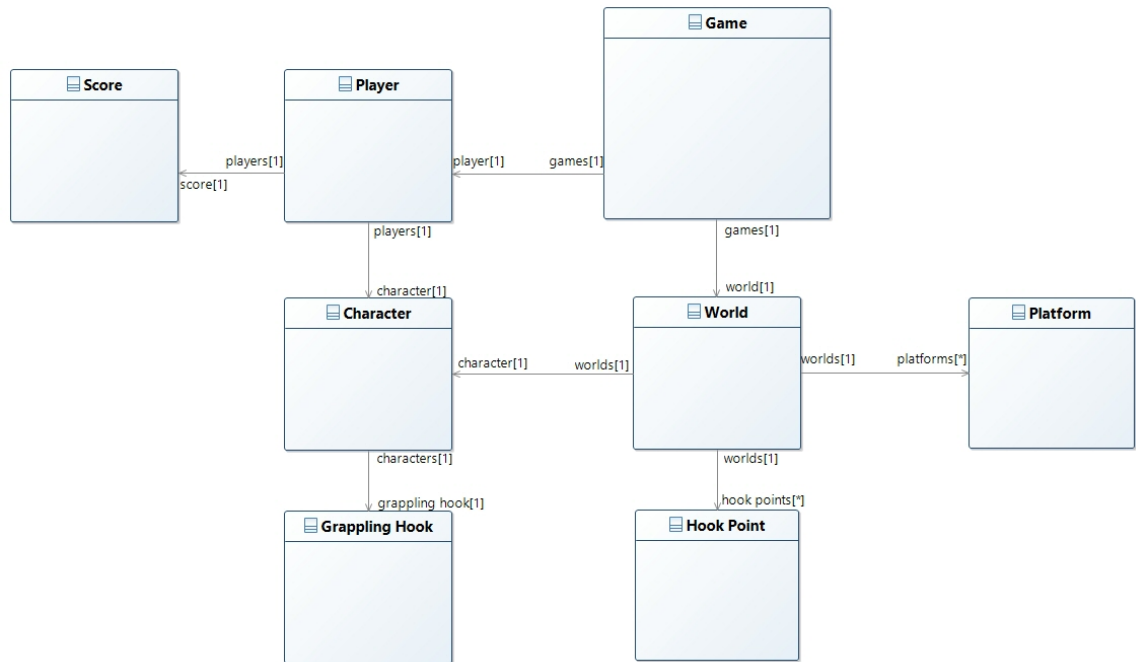 Game
Score
Player
players[1]
player[1]
games[1]
score[1]
players[1]
games[1]
character[1]
world[1]
Character
World
Platform
character[1]
worlds[1]
worlds[1]
platforms[*]
characters[1]
worlds[1]
grappling hook[1]
hook points[*]
Grappling Hook
Hook Point